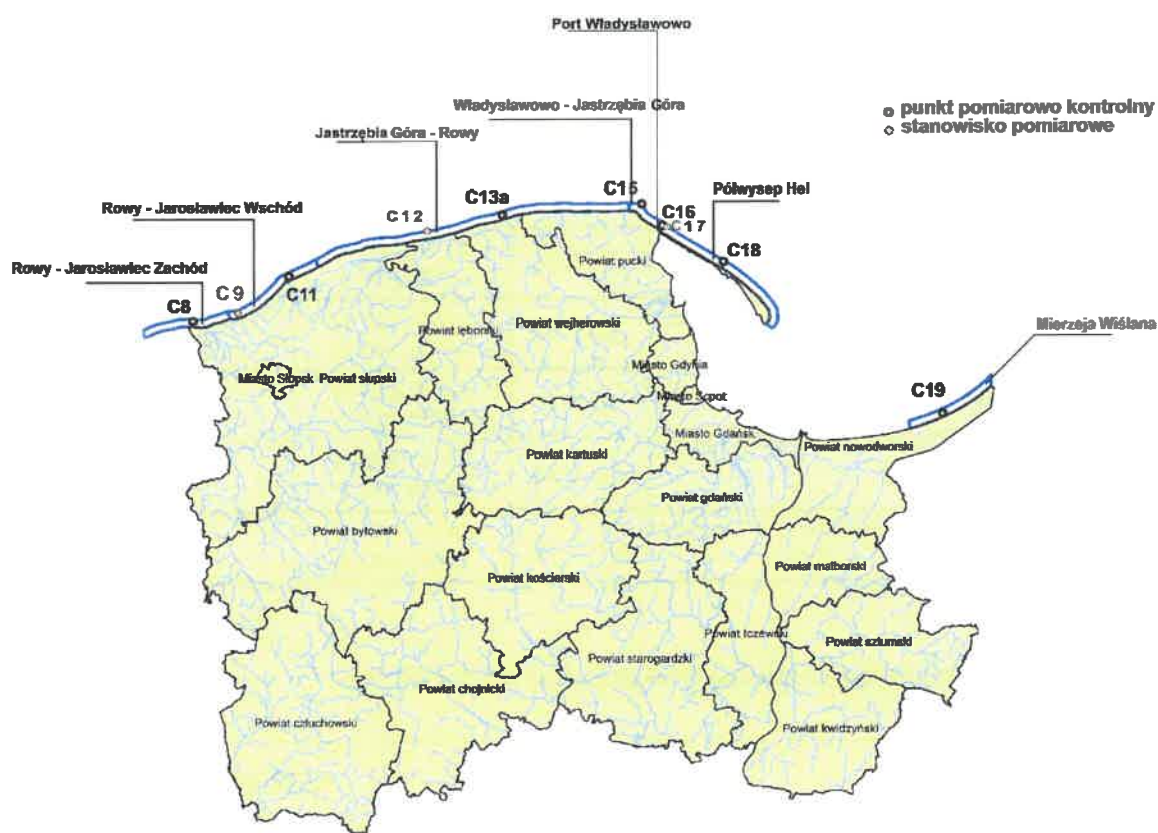 Port Władysławowo
Władysławowo - Jastrzębia Góra
punkt pomiarowo kontrolny
stanowisko pomiarowe
Jastrzębia Góra - Rowy
C13a
C15
Półwysep Hel
Rowy - Jarosławiec Wschód
C12
C16
C17
C18
Powiat pucki
Rowy - Jarosławiec Zachód
C8
C9
C11
Powiat lęborski
Powiat wejherowski
Mierzeja Wiślana
Miasto Gdynia
Miasto Słupsk
Powiat słupski
Miasto Sopot
C19
Miasto Gdańsk
Powiat nowodworski
Powiat kartuski
Powiat gdański
Powiat bytowski
Powiat malborski
Powiat kościerski
Powiat tczewski
Powiat sztumski
Powiat starogardzki
Powiat chojnicki
Powiat człuchowski
Powiat kwidzyński